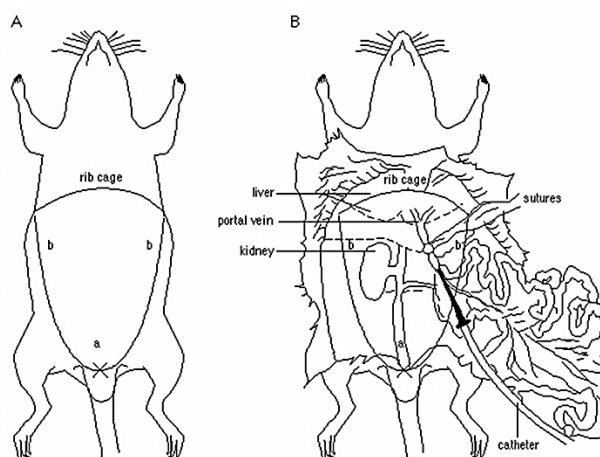 A
B
rib cage
b
b
a
rib cage
liver
sutures
portal vein
b
b
kidney
a
catheter